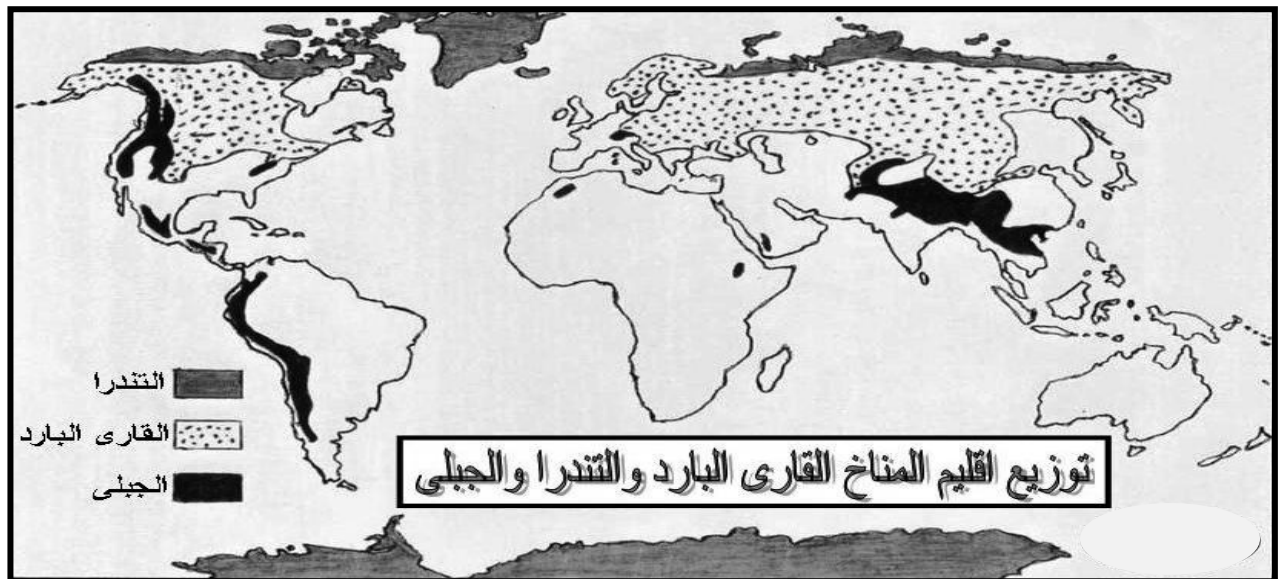 التندرا
القارى البارد
الجبلى
توزيع اقليم المناخ القارى البارد والتندرا والجبلى